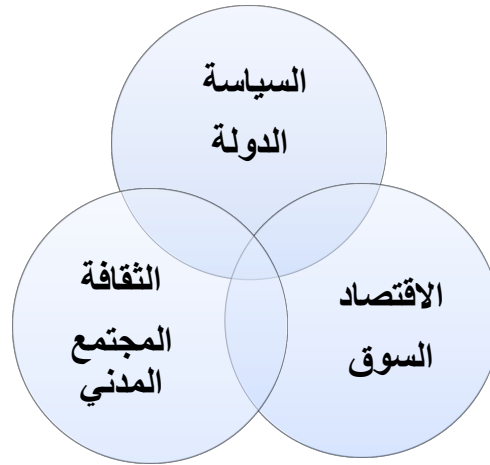 السياسة
الدولة
الثقافة
المجتمع
المدني
الاقتصاد
السوق